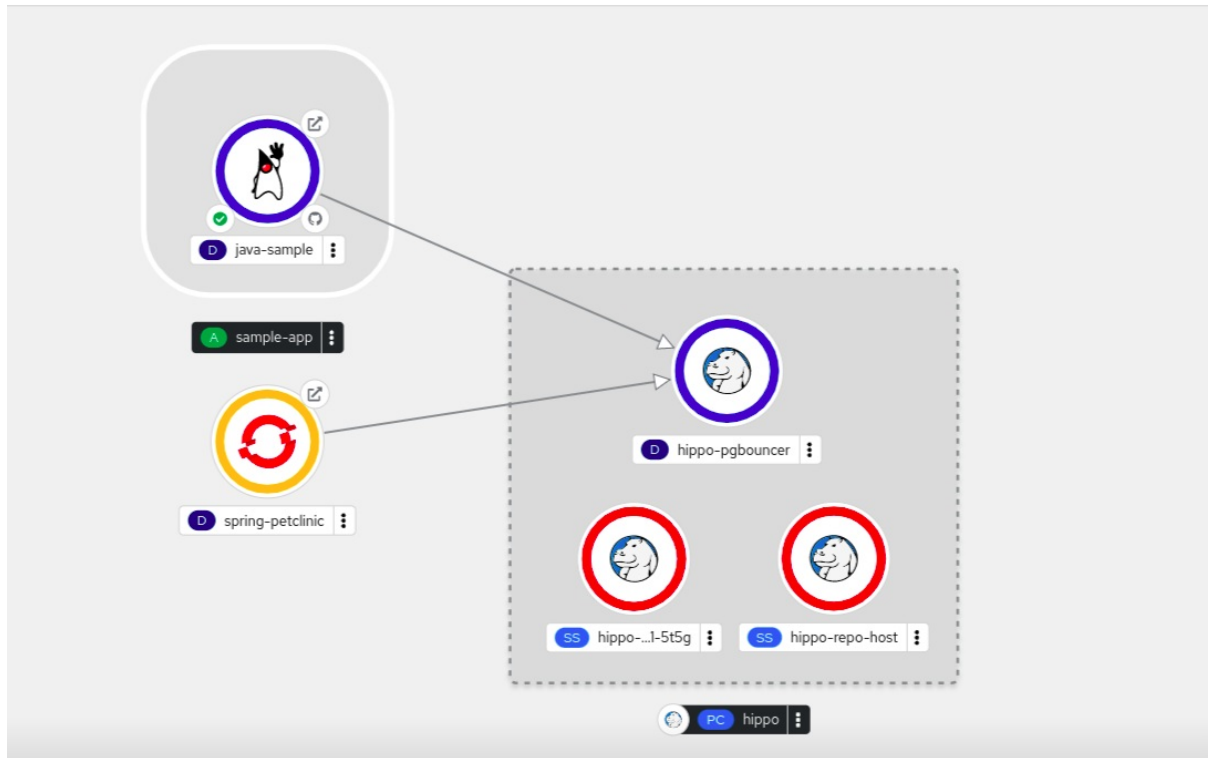 D java-sample
A sample-app
D spring-petclinic
D hippo-pgbouncer
SS hippo-...1-5t5g
SS hippo-repo-host
PC hippo